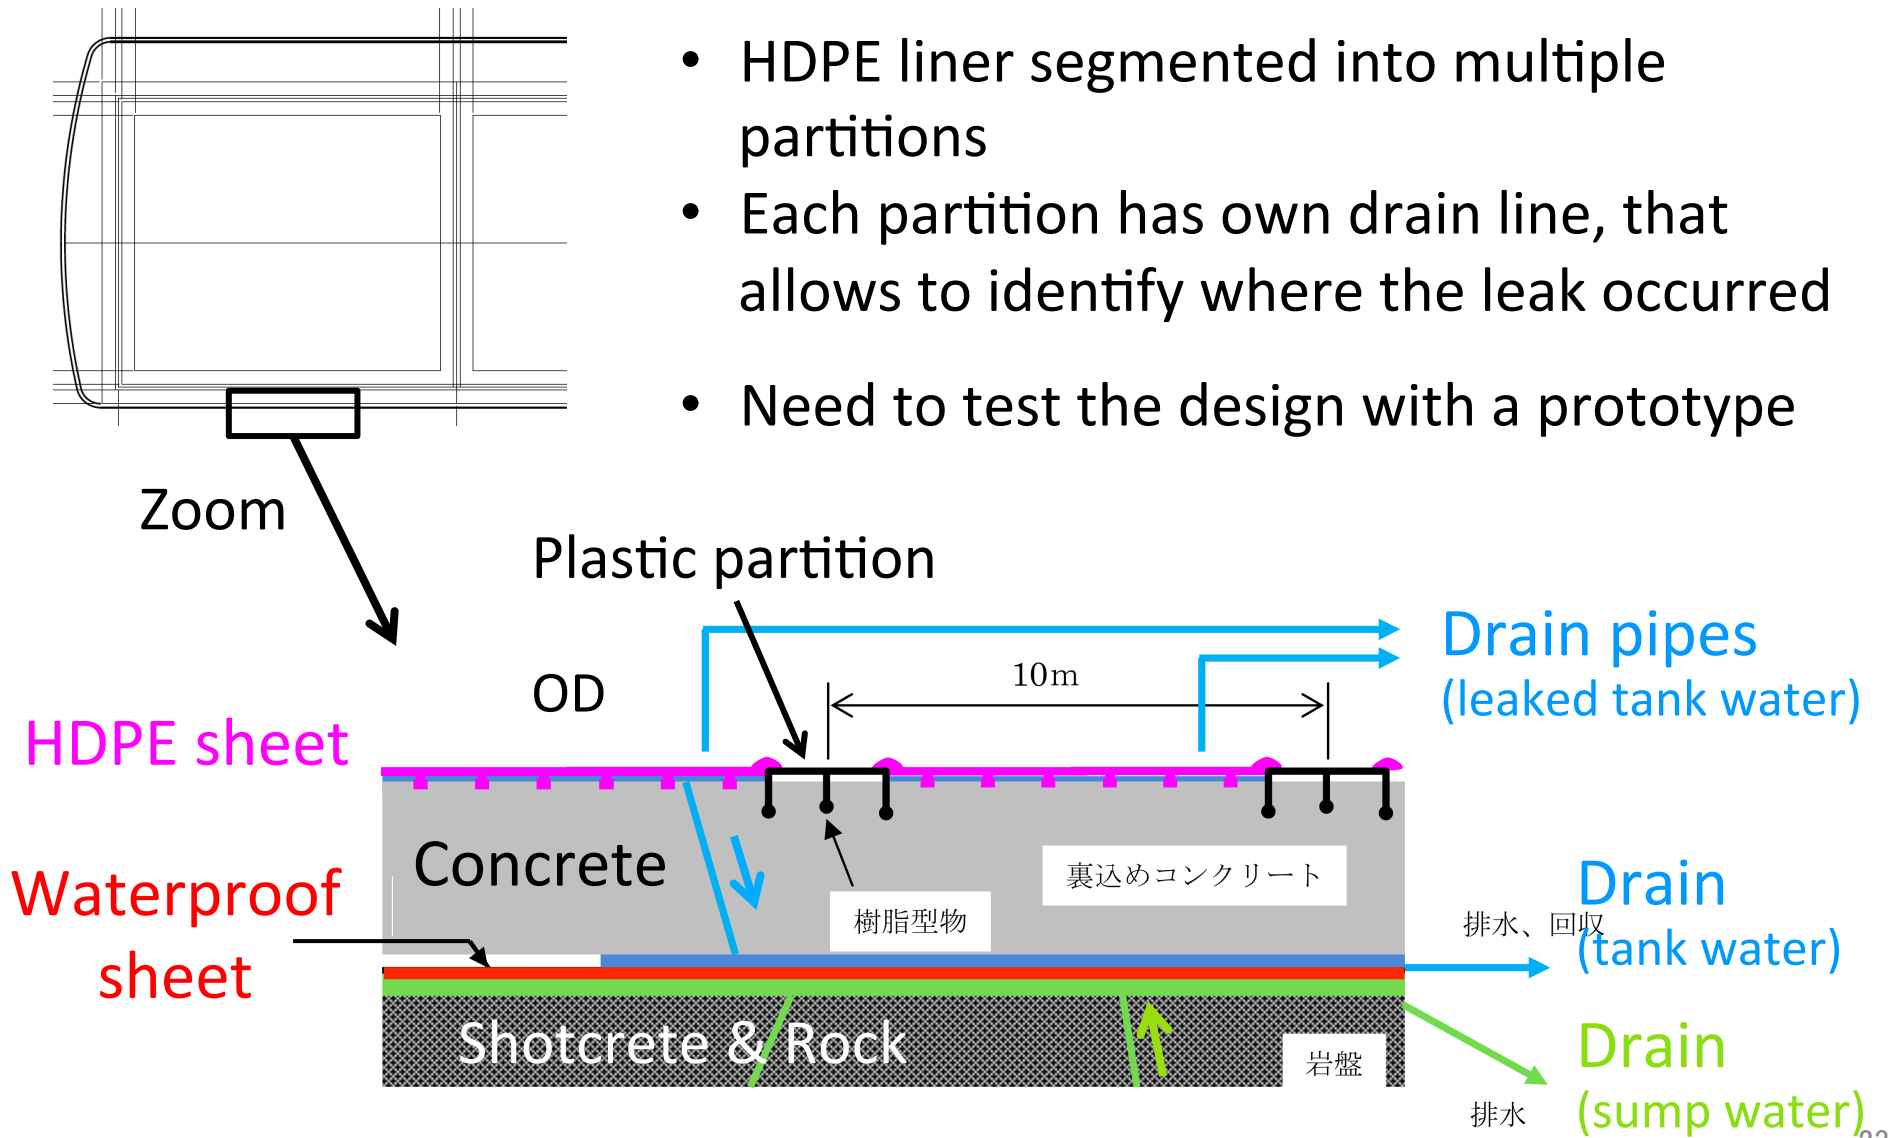 • HDPE liner segmented into multiple
partitions
• Each partition has own drain line, that
allows to identify where the leak occurred
• Need to test the design with a prototype
Zoom
Plastic partition
Drain pipes
(leaked tank water)
10m
OD
HDPE sheet
Concrete
裏込めコンクリート
樹脂型物
Waterproof
sheet
Drain
排水、回収
(tank water)
Shotcrete & Rock
岩盤
Drain
排水
(sump water)